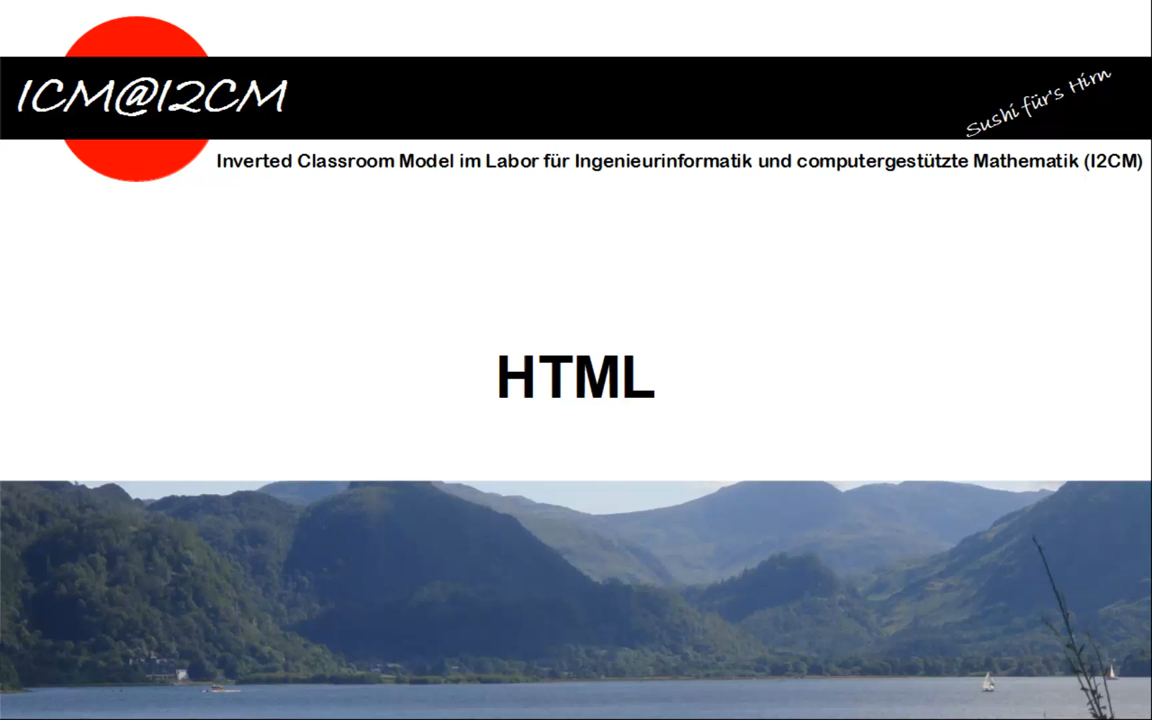 ICM@I2CM
Sushi für's Hirn
Inverted Classroom Model im Labor für Ingenieurinformatik und computergestützte Mathematik (I2CM)
HTML